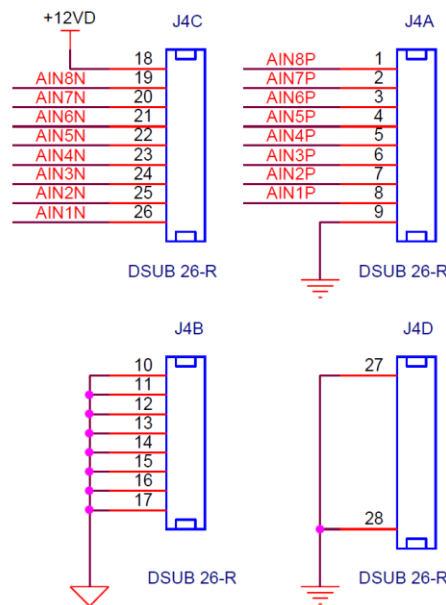 +12VD
J4C
18
AIN8N 19
AIN7N 20
AIN6N 21
AIN5N 22
AIN4N 23
AIN3N 24
AIN2N 25
AIN1N 26
DSUB 26-R
J4A
AIN8P 1
AIN7P 2
AIN6P 3
AIN5P 4
AIN4P 5
AIN3P 6
AIN2P 7
AIN1P 8
9
DSUB 26-R
J4B
10
11
12
13
14
15
16
17
DSUB 26-R
J4D
27
28
DSUB 26-R